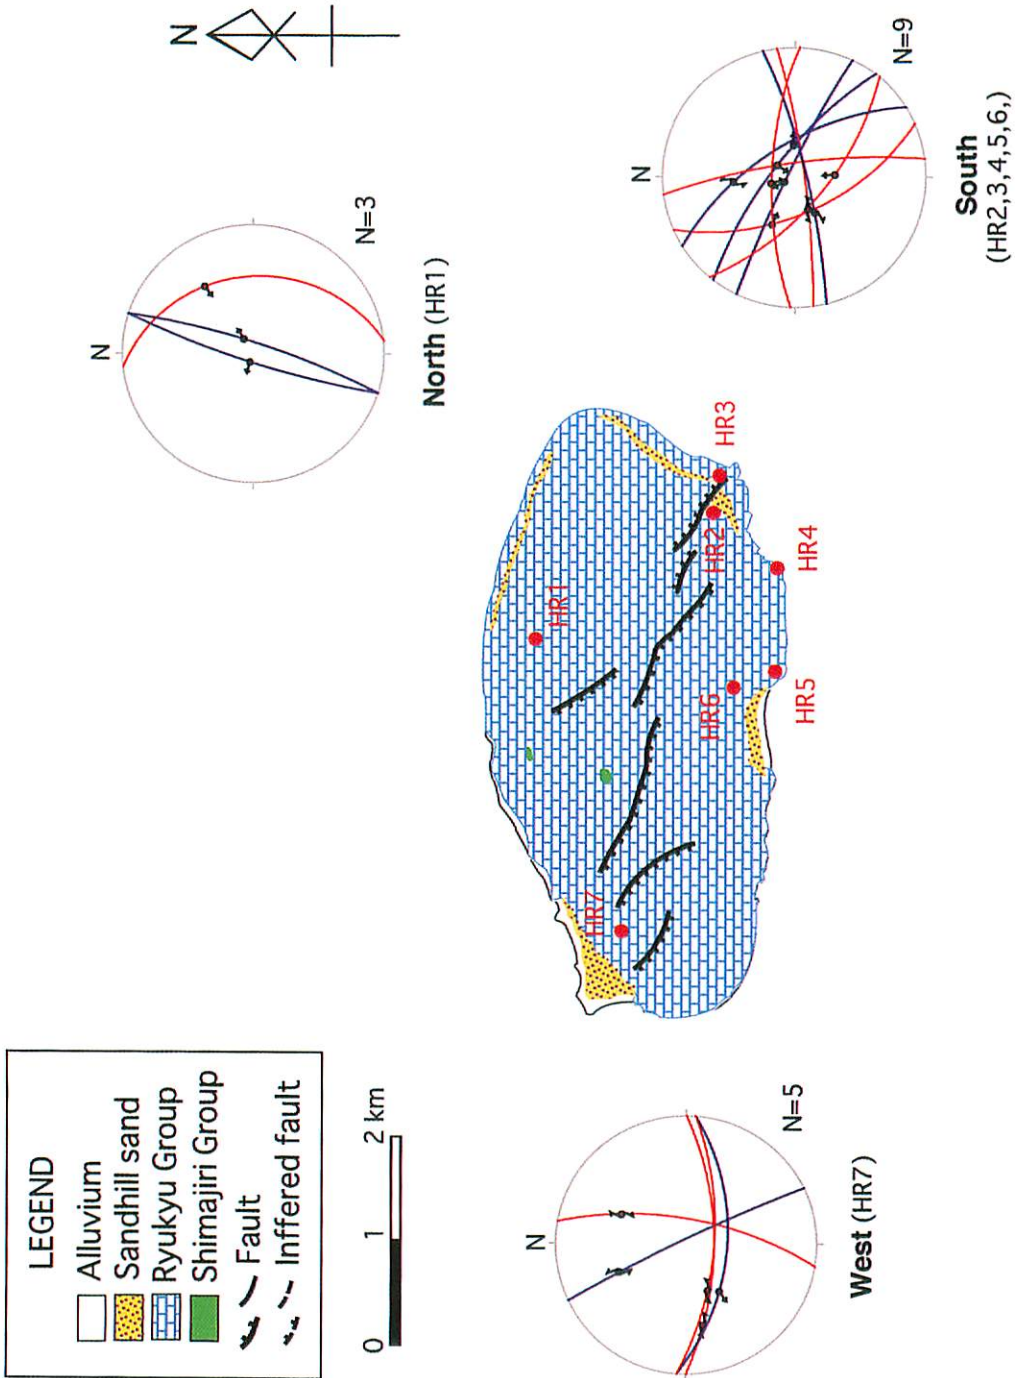 N
N
N=3
North (HR1)
N
N=9
South
(HR2,3,4,5,6,)
HR1
HR2
HR3
HR4
HR5
HR6
HR7
LEGEND
Alluvium
Sandhill sand
Ryukyu Group
Shimajiri Group
Fault
Inffered fault
0 1 2 km
N
N=5
West (HR7)